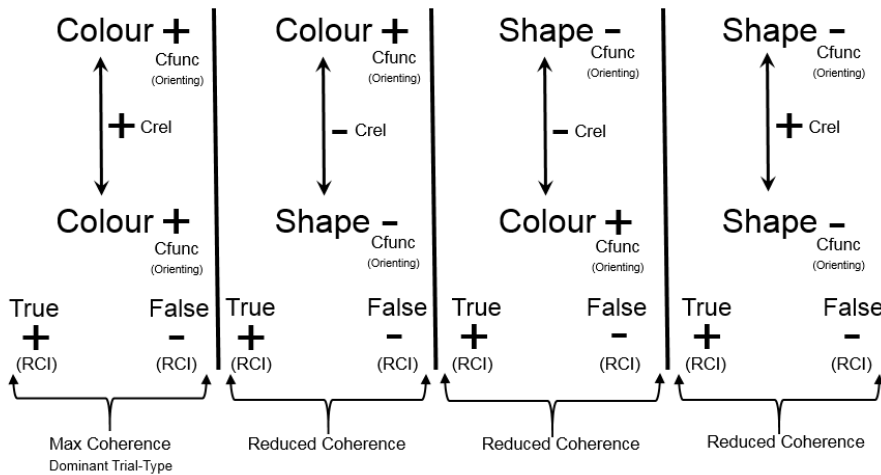 Colour +
Cfunc
(Orienting)
+ Crel
Colour +
Cfunc
(Orienting)
True
+
(RCI)
False
-
(RCI)
Max Coherence
Dominant Trial-Type
Colour +
Cfunc
(Orienting)
- Crel
Shape -
Cfunc
(Orienting)
True
+
(RCI)
False
-
(RCI)
Reduced Coherence
Shape -
Cfunc
(Orienting)
- Crel
Colour +
Cfunc
(Orienting)
True
+
(RCI)
False
-
(RCI)
Reduced Coherence
Shape -
Cfunc
(Orienting)
+ Crel
Shape -
Cfunc
(Orienting)
True
+
(RCI)
False
-
(RCI)
Reduced Coherence